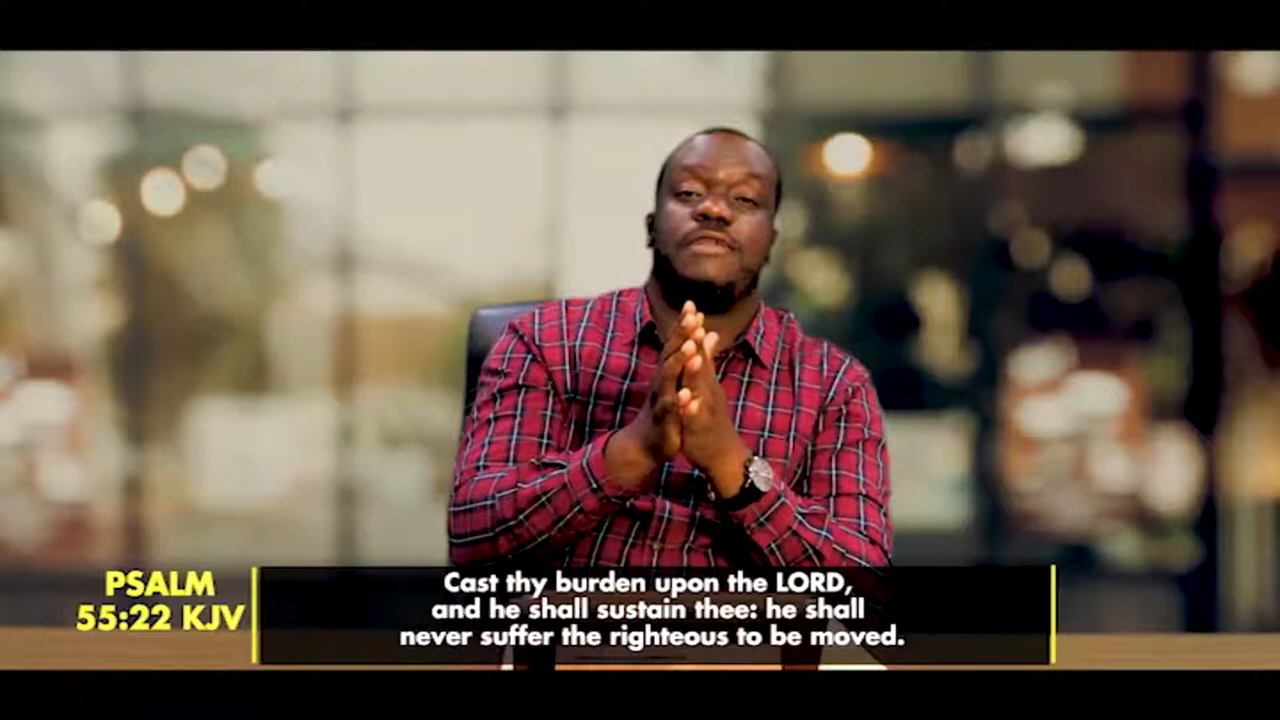 PSALM
55:22 KJV
Cast thy burden upon the LORD,
and he shall sustain thee: he shall
never suffer the righteous to be moved.